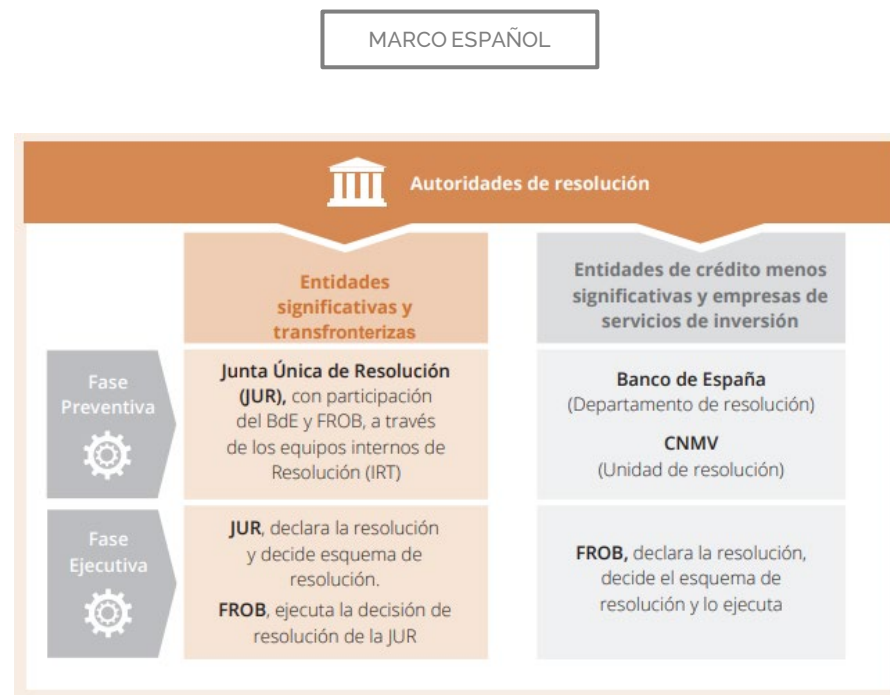 MARCO ESPAÑOL
Autoridades de resolución
Entidades
significativas y
transfronterizas
Entidades de crédito menos
significativas y empresas de
servicios de inversión
Fase
Preventiva
Junta Única de Resolución
(JUR), con participación
del BdE y FROB, a través
de los equipos internos de
Resolución (IRT)
Banco de España
(Departamento de resolución)
CNMV
(Unidad de resolución)
Fase
Ejecutiva
JUR, declara la resolución
y decide esquema de
resolución.
FROB, ejecuta la decisión de
resolución de la JUR
FROB, declara la resolución,
decide el esquema de
resolución y lo ejecuta